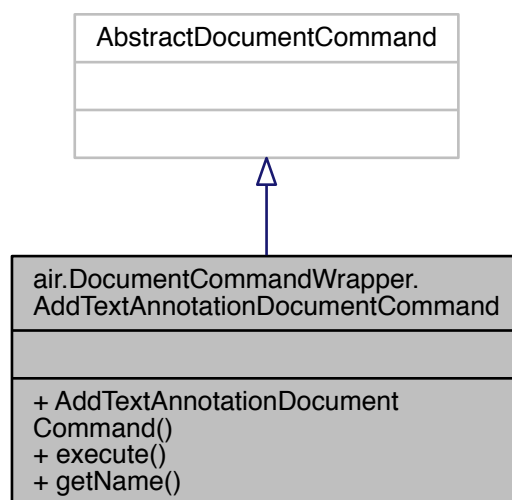 AbstractDocumentCommand
air.DocumentCommandWrapper.
AddTextAnnotationDocumentCommand
+ AddTextAnnotationDocument
Command()
+ execute()
+ getName()